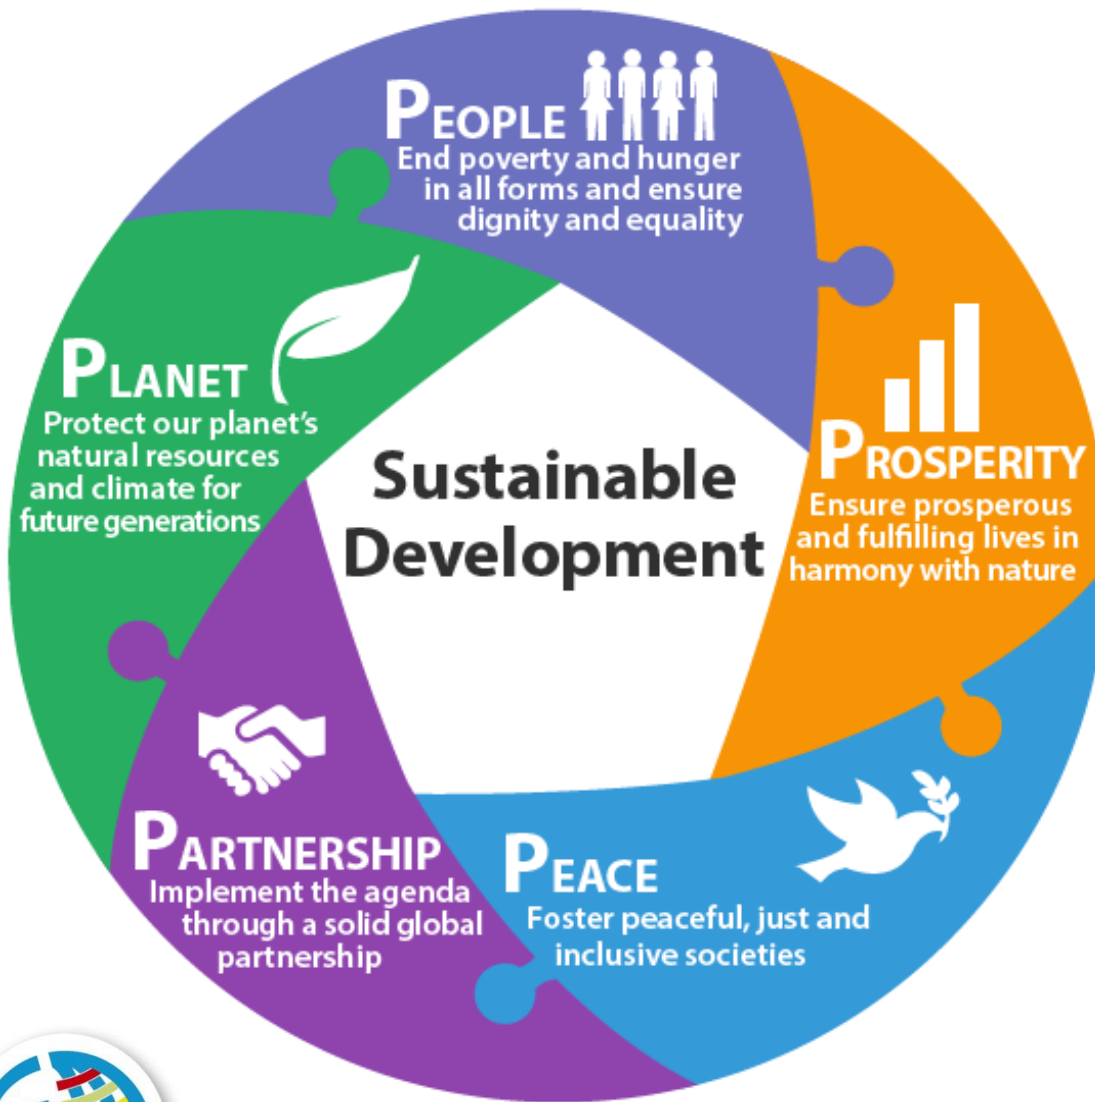 PEOPLE
End poverty and hunger
in all forms and ensure
dignity and equality
PROSPERITY
Ensure prosperous
and fulfilling lives in
harmony with nature
PEACE
Foster peaceful, just and
inclusive societies
PARTNERSHIP
Implement the agenda
through a solid global
partnership
PLANET
Protect our planet's
natural resources
and climate for
future generations
Sustainable
Development